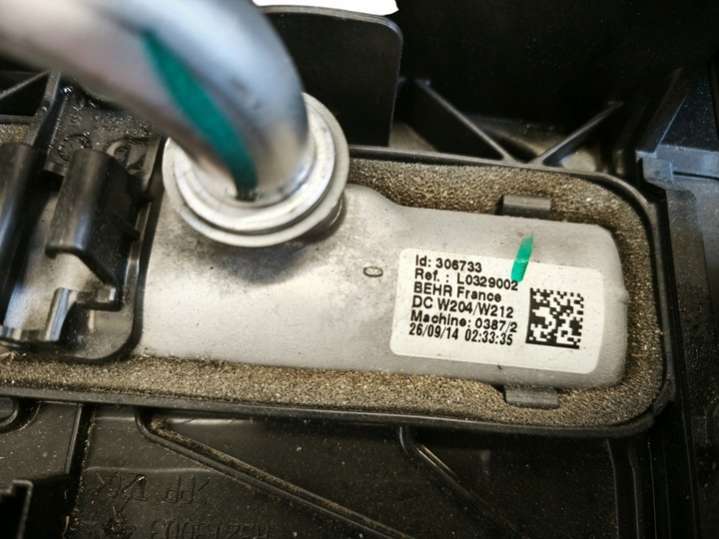 Id: 306733
Ref.: L0329002
BEHR France
DC W204/W212
Machine: 0387/2
26/09/14 02:33:35